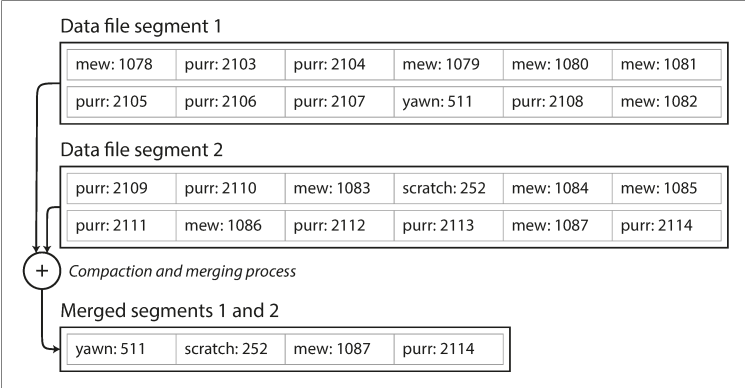 Data file segment 1
mew: 1078 purr: 2103 purr: 2104 mew: 1079 mew: 1080 mew: 1081
purr: 2105 purr: 2106 purr: 2107 yawn: 511 purr: 2108 mew: 1082
Data file segment 2
purr: 2109 purr: 2110 mew: 1083 scratch: 252 mew: 1084 mew: 1085
purr: 2111 mew: 1086 purr: 2112 purr: 2113 mew: 1087 purr: 2114
+ Compaction and merging process
Merged segments 1 and 2
yawn: 511 scratch: 252 mew: 1087 purr: 2114